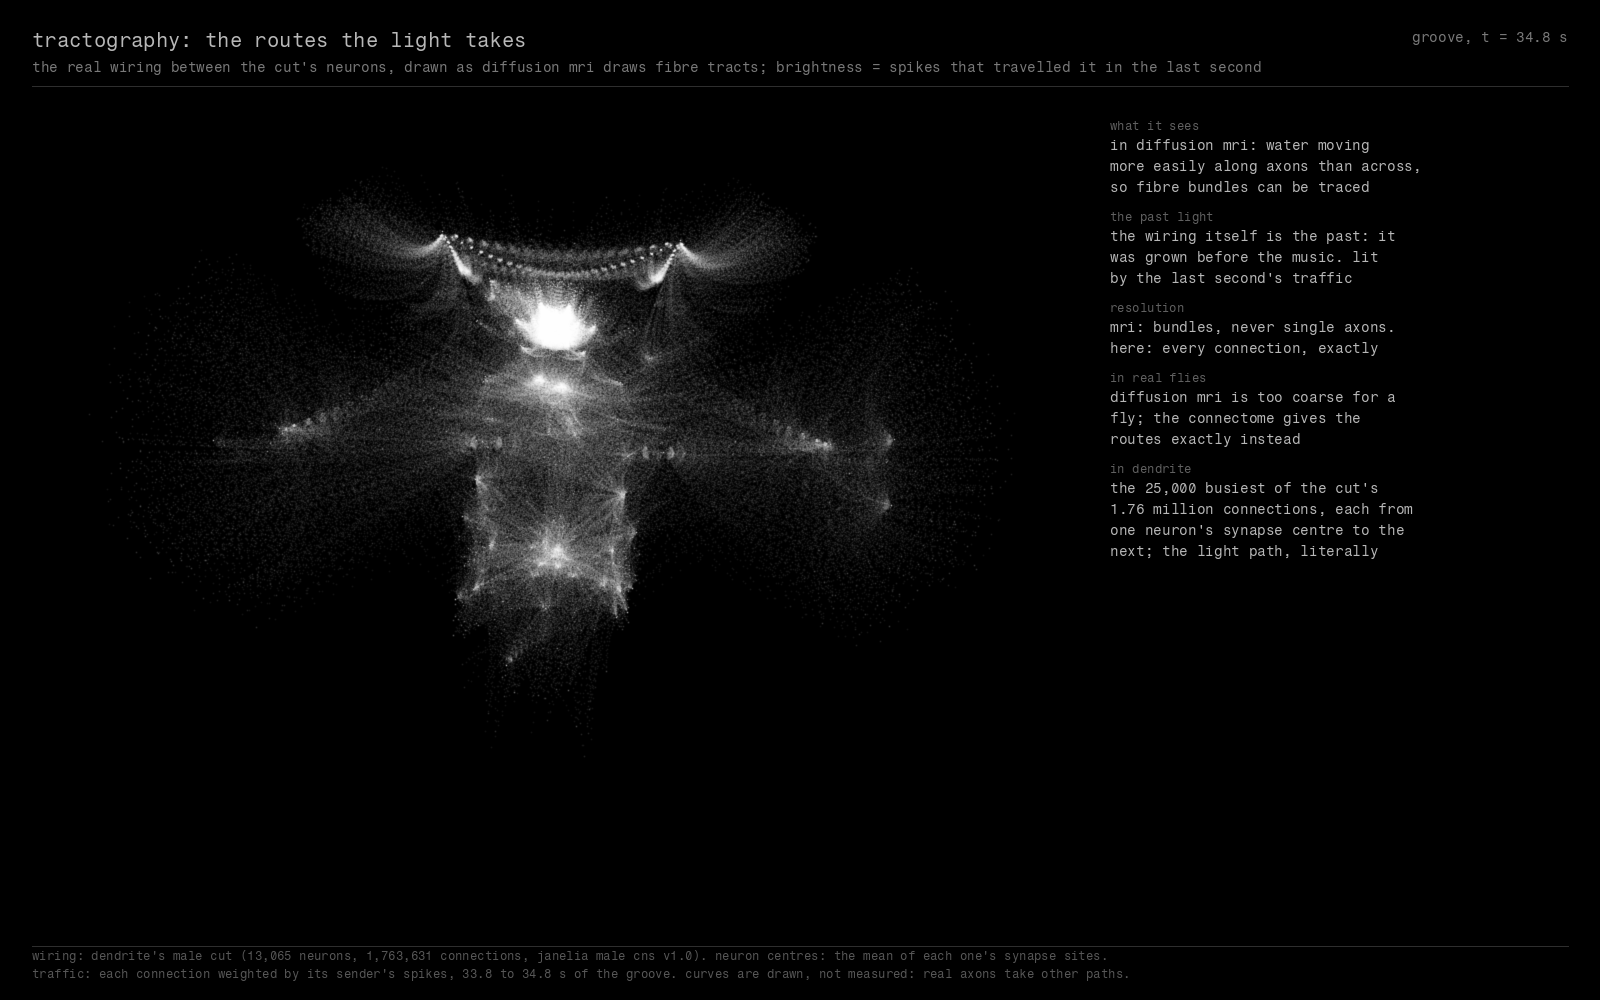 tractography: the routes the light takes
groove, t = 34.8 s
the real wiring between the cut's neurons, drawn as diffusion mri draws fibre tracts; brightness = spikes that travelled it in the last second
what it sees
in diffusion mri: water moving
more easily along axons than across,
so fibre bundles can be traced
the past light
the wiring itself is the past: it
was grown before the music. lit
by the last second's traffic
resolution
mri: bundles, never single axons.
here: every connection, exactly
in real flies
diffusion mri is too coarse for a
fly; the connectome gives the
routes exactly instead
in dendrite
the 25,000 busiest of the cut's
1.76 million connections, each from
one neuron's synapse centre to the
next; the light path, literally
wiring: dendrite's male cut (13,065 neurons, 1,763,631 connections, janelia male cns v1.0). neuron centres: the mean of each one's synapse sites.
traffic: each connection weighted by its sender's spikes, 33.8 to 34.8 s of the groove. curves are drawn, not measured: real axons take other paths.